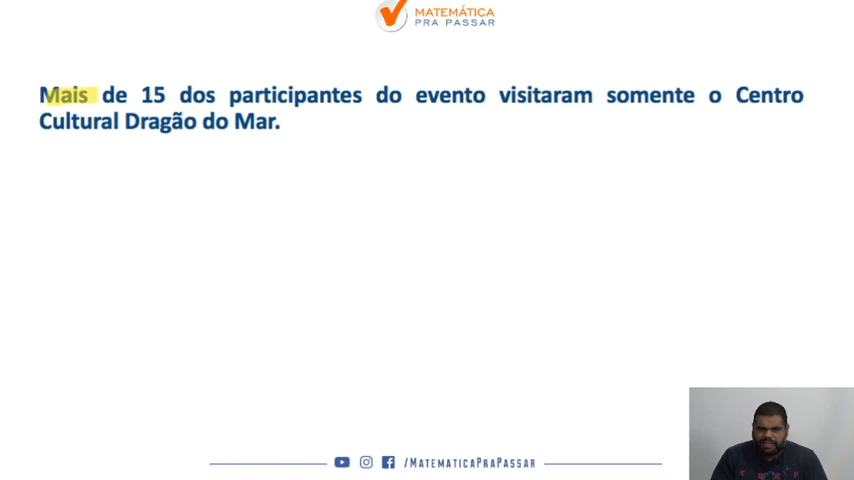 MATEMÁTICA
PRA PASSAR
Mais de 15 dos participantes do evento visitaram somente o Centro
Cultural Dragão do Mar.
/MatematicaPraPassar